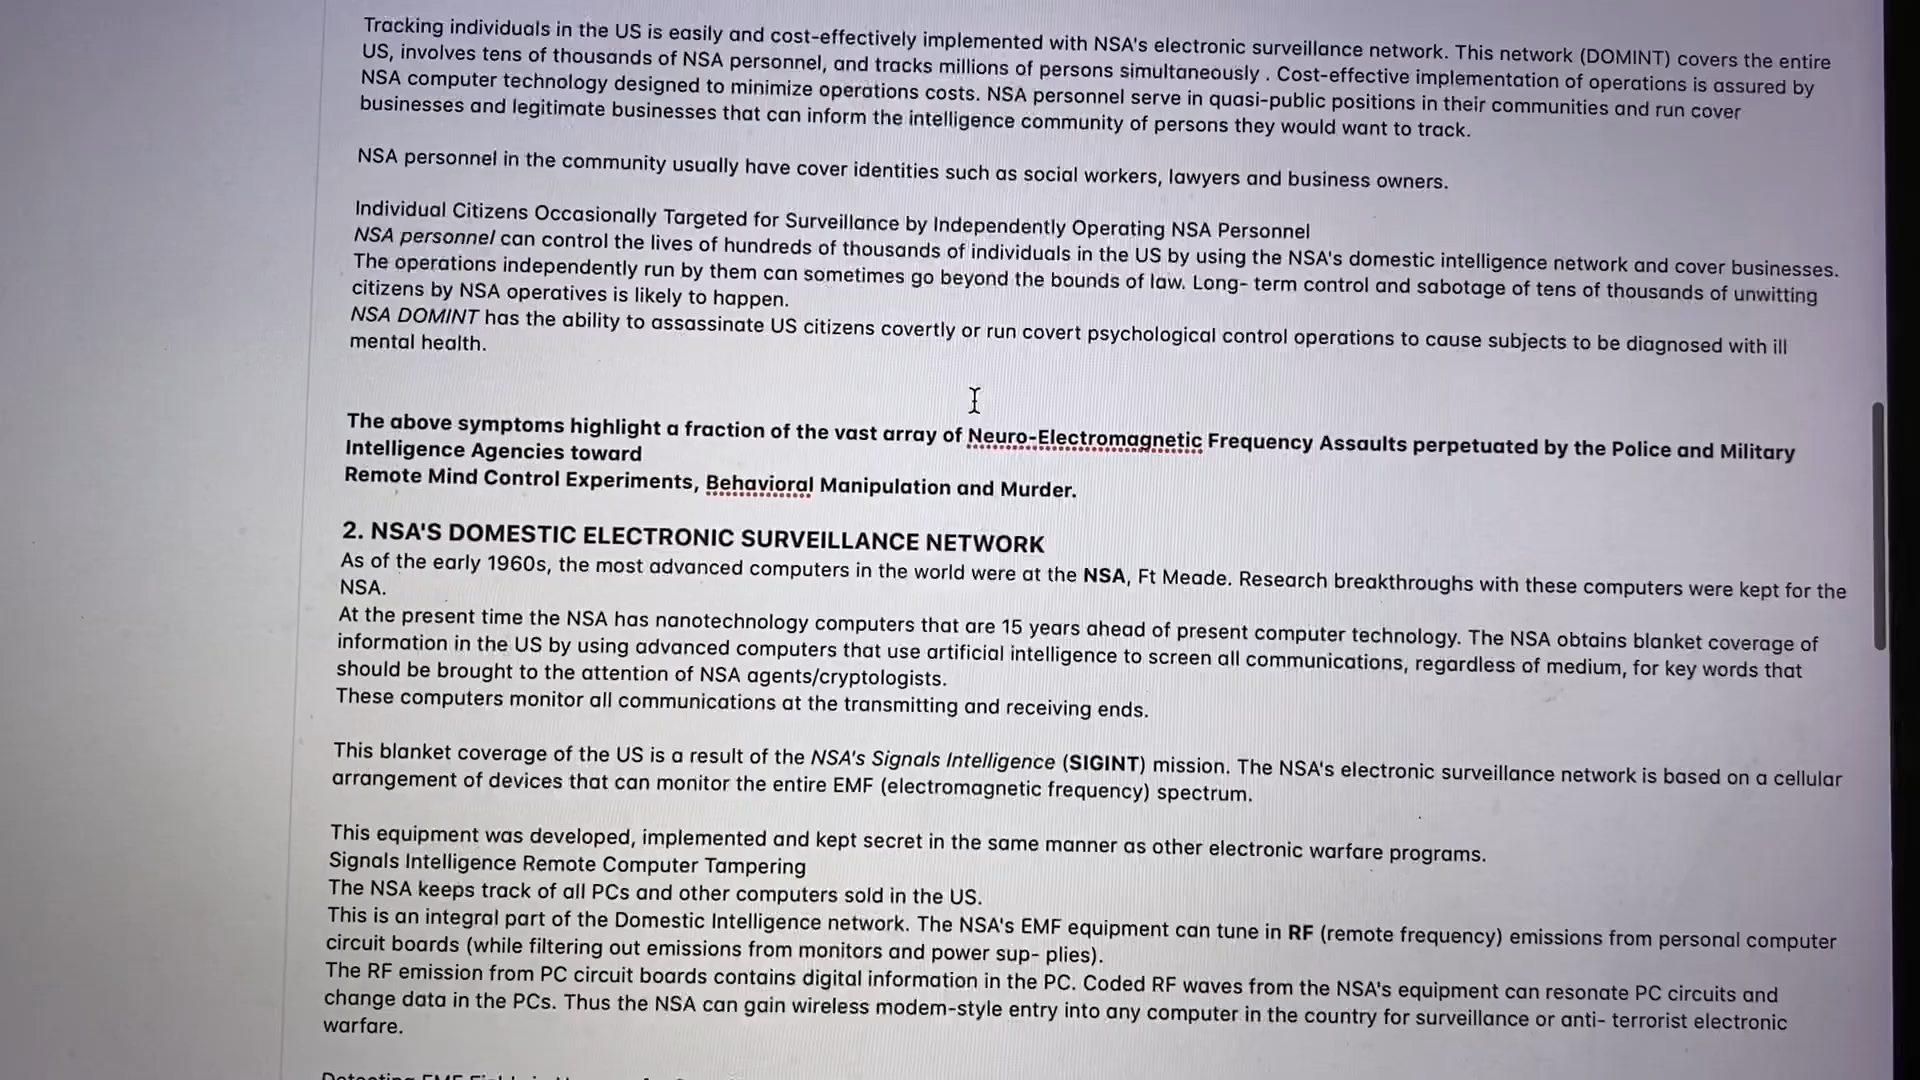 Tracking individuals in the US is easily and cost-effectively implemented with NSA's electronic surveillance network. This network (DOMINT) covers the entire
US, involves tens of thousands of NSA personnel, and tracks millions of persons simultaneously . Cost-effective implementation of operations is assured by
NSA computer technology designed to minimize operations costs. NSA personnel serve in quasi-public positions in their communities and run cover
businesses and legitimate businesses that can inform the intelligence community of persons they would want to track.
NSA personnel in the community usually have cover identities such as social workers, lawyers and business owners.
Individual Citizens Occasionally Targeted for Surveillance by Independently Operating NSA Personnel
NSA personnel can control the lives of hundreds of thousands of individuals in the US by using the NSA's domestic intelligence network and cover businesses.
The operations independently run by them can sometimes go beyond the bounds of law. Long- term control and sabotage of tens of thousands of unwitting
citizens by NSA operatives is likely to happen.
NSA DOMINT has the ability to assassinate US citizens covertly or run covert psychological control operations to cause subjects to be diagnosed with ill
mental health.
The above symptoms highlight a fraction of the vast array of Neuro-Electromagnetic Frequency Assaults perpetuated by the Police and Military
Intelligence Agencies toward
Remote Mind Control Experiments, Behavioral Manipulation and Murder.
2. NSA'S DOMESTIC ELECTRONIC SURVEILLANCE NETWORK
As of the early 1960s, the most advanced computers in the world were at the NSA, Ft Meade. Research breakthroughs with these computers were kept for the
NSA.
At the present time the NSA has nanotechnology computers that are 15 years ahead of present computer technology. The NSA obtains blanket coverage of
information in the US by using advanced computers that use artificial intelligence to screen all communications, regardless of medium, for key words that
should be brought to the attention of NSA agents/cryptologists.
These computers monitor all communications at the transmitting and receiving ends.
This blanket coverage of the US is a result of the NSA's Signals Intelligence (SIGINT) mission. The NSA's electronic surveillance network is based on a cellular
arrangement of devices that can monitor the entire EMF (electromagnetic frequency) spectrum.
This equipment was developed, implemented and kept secret in the same manner as other electronic warfare programs.
Signals Intelligence Remote Computer Tampering
The NSA keeps track of all PCs and other computers sold in the US.
This is an integral part of the Domestic Intelligence network. The NSA's EMF equipment can tune in RF (remote frequency) emissions from personal computer
circuit boards (while filtering out emissions from monitors and power sup- plies).
The RF emission from PC circuit boards contains digital information in the PC. Coded RF waves from the NSA's equipment can resonate PC circuits and
change data in the PCs. Thus the NSA can gain wireless modem-style entry into any computer in the country for surveillance or anti- terrorist electronic
warfare.
Detecting EMF